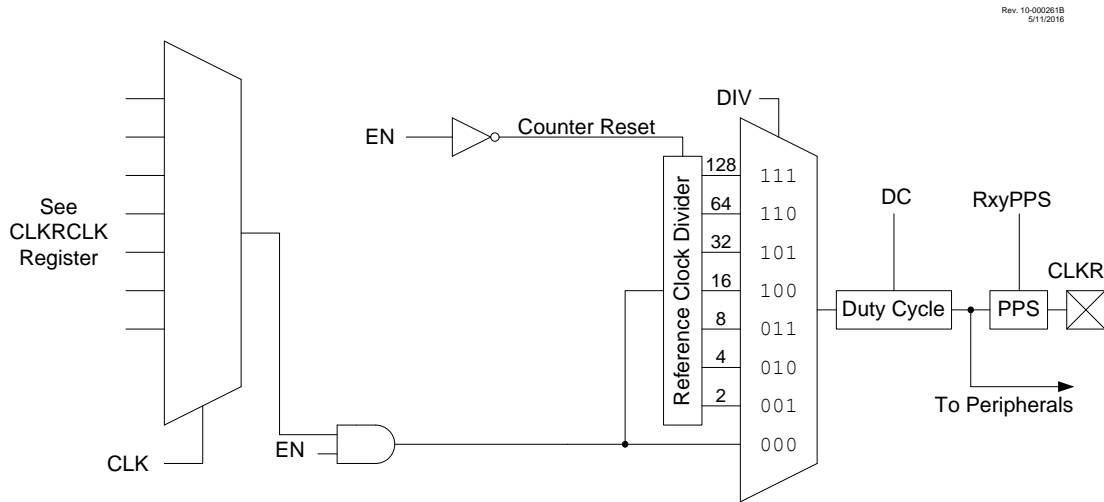 Rev. 10-000261B
5/11/2016
See
CLKRCLK
Register
CLK
EN
Counter Reset
EN
Reference Clock Divider
128
64
32
16
8
4
2
DIV
111
110
101
100
011
010
001
000
DC
Duty Cycle
RxyPPS
PPS
CLKR
To Peripherals